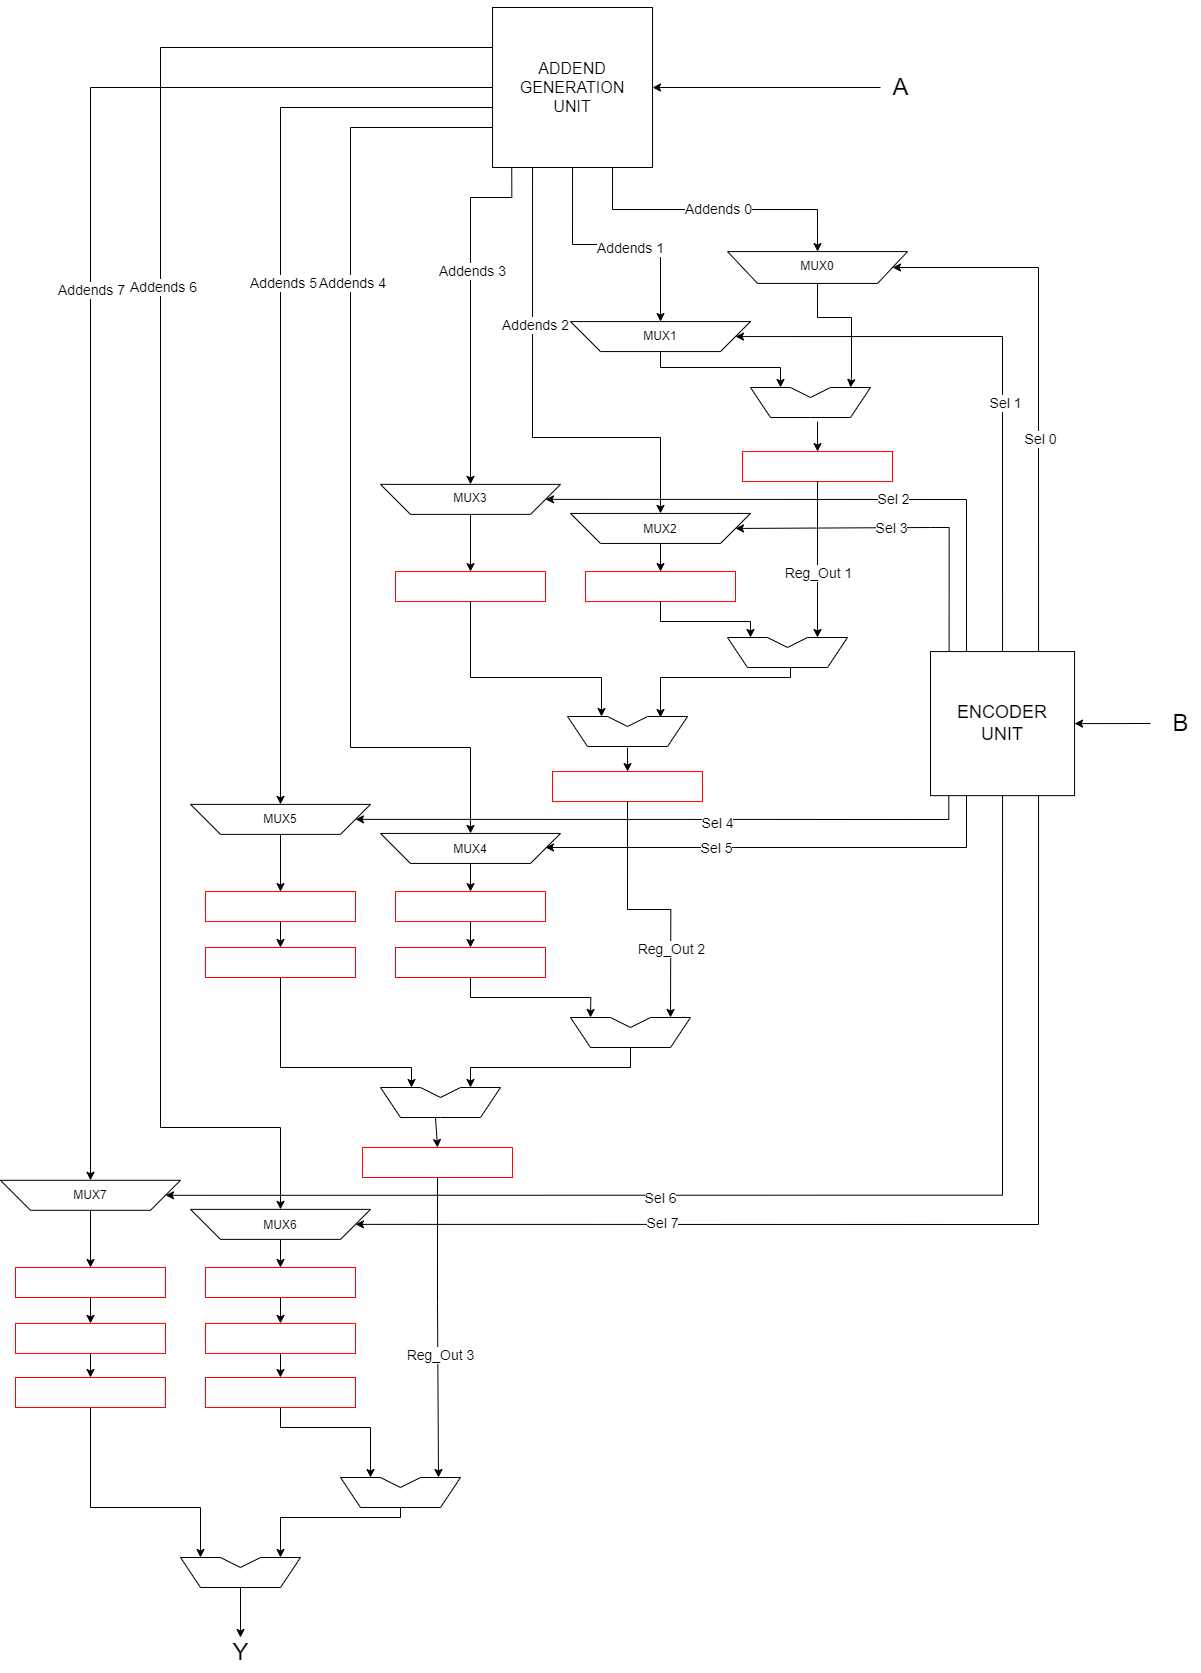 ADDEND
GENERATION
UNIT
A
Addends 0
Addends 1
MUX0
Addends 3
Addends 5
Addends 4
Addends 7
Addends 6
Addends 2
MUX1
Sel 1
Sel 0
MUX3
Sel 2
MUX2
Sel 3
Reg_Out 1
ENCODER
UNIT
B
MUX5
Sel 4
MUX4
Sel 5
Reg_Out 2
MUX7
Sel 6
MUX6
Sel 7
Reg_Out 3
Y